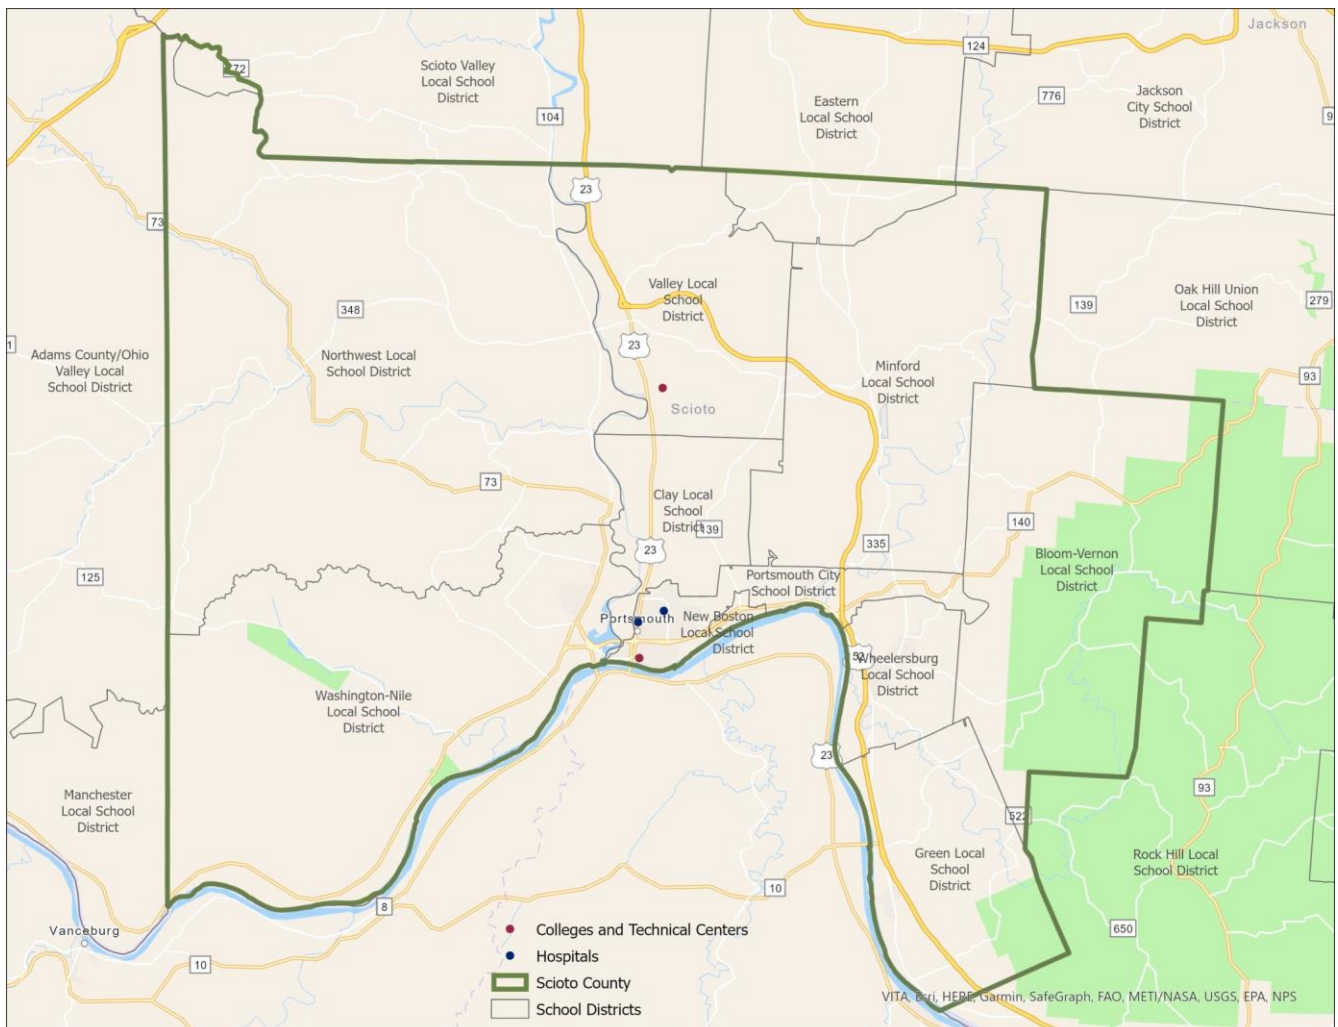 Jackson
124
72
Scioto Valley
Local School
District
104
Eastern
Local School
District
776
Jackson
City School
District
9
23
73
Valley Local
School
District
139
Oak Hill Union
Local School
District
279
348
1
23
Adams County/Ohio
Valley Local
School District
Northwest Local
School District
Minford
Local School
District
93
Scioto
73
Clay Local
School
District
139
140
23
335
125
Bloom-Vernon
Local School
District
Portsmouth City
School District
Portsmouth
New Boston
Local School
District
52
Wheelersburg
Local School
District
Washington-Nile
Local School
District
23
Manchester
Local School
District
93
522
Green Local
School
District
Rock Hill Local
School District
10
8
Vanceburg
650
10
Colleges and Technical Centers
Hospitals
Scioto County
School Districts
VITA, Esri, HERE, Garmin, SafeGraph, FAO, METI/NASA, USGS, EPA, NPS